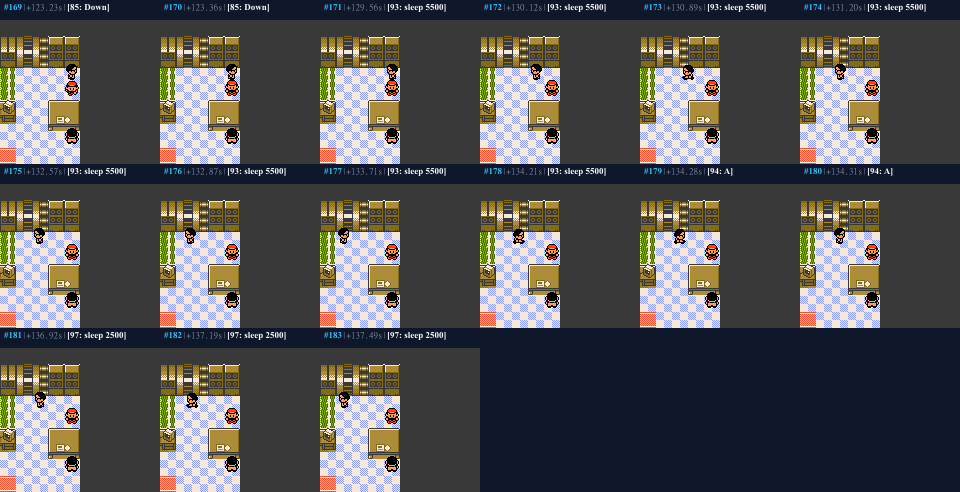 #169|+123.23s| [85: Down]
#170|+123.36s| [85: Down]
#171|+129.56s| [93: sleep 5500]
#172|+130.12s| [93: sleep 5500]
#173|+130.89s| [93: sleep 5500]
#174|+131.20s| [93: sleep 5500]
#175|+132.57s| [93: sleep 5500]
#176|+132.87s| [93: sleep 5500]
#177|+133.71s| [93: sleep 5500]
#178|+134.21s| [93: sleep 5500]
#179|+134.28s| [94: A]
#180|+134.31s| [94: A]
#181|+136.92s| [97: sleep 2500]
#182|+137.19s| [97: sleep 2500]
#183|+137.49s| [97: sleep 2500]